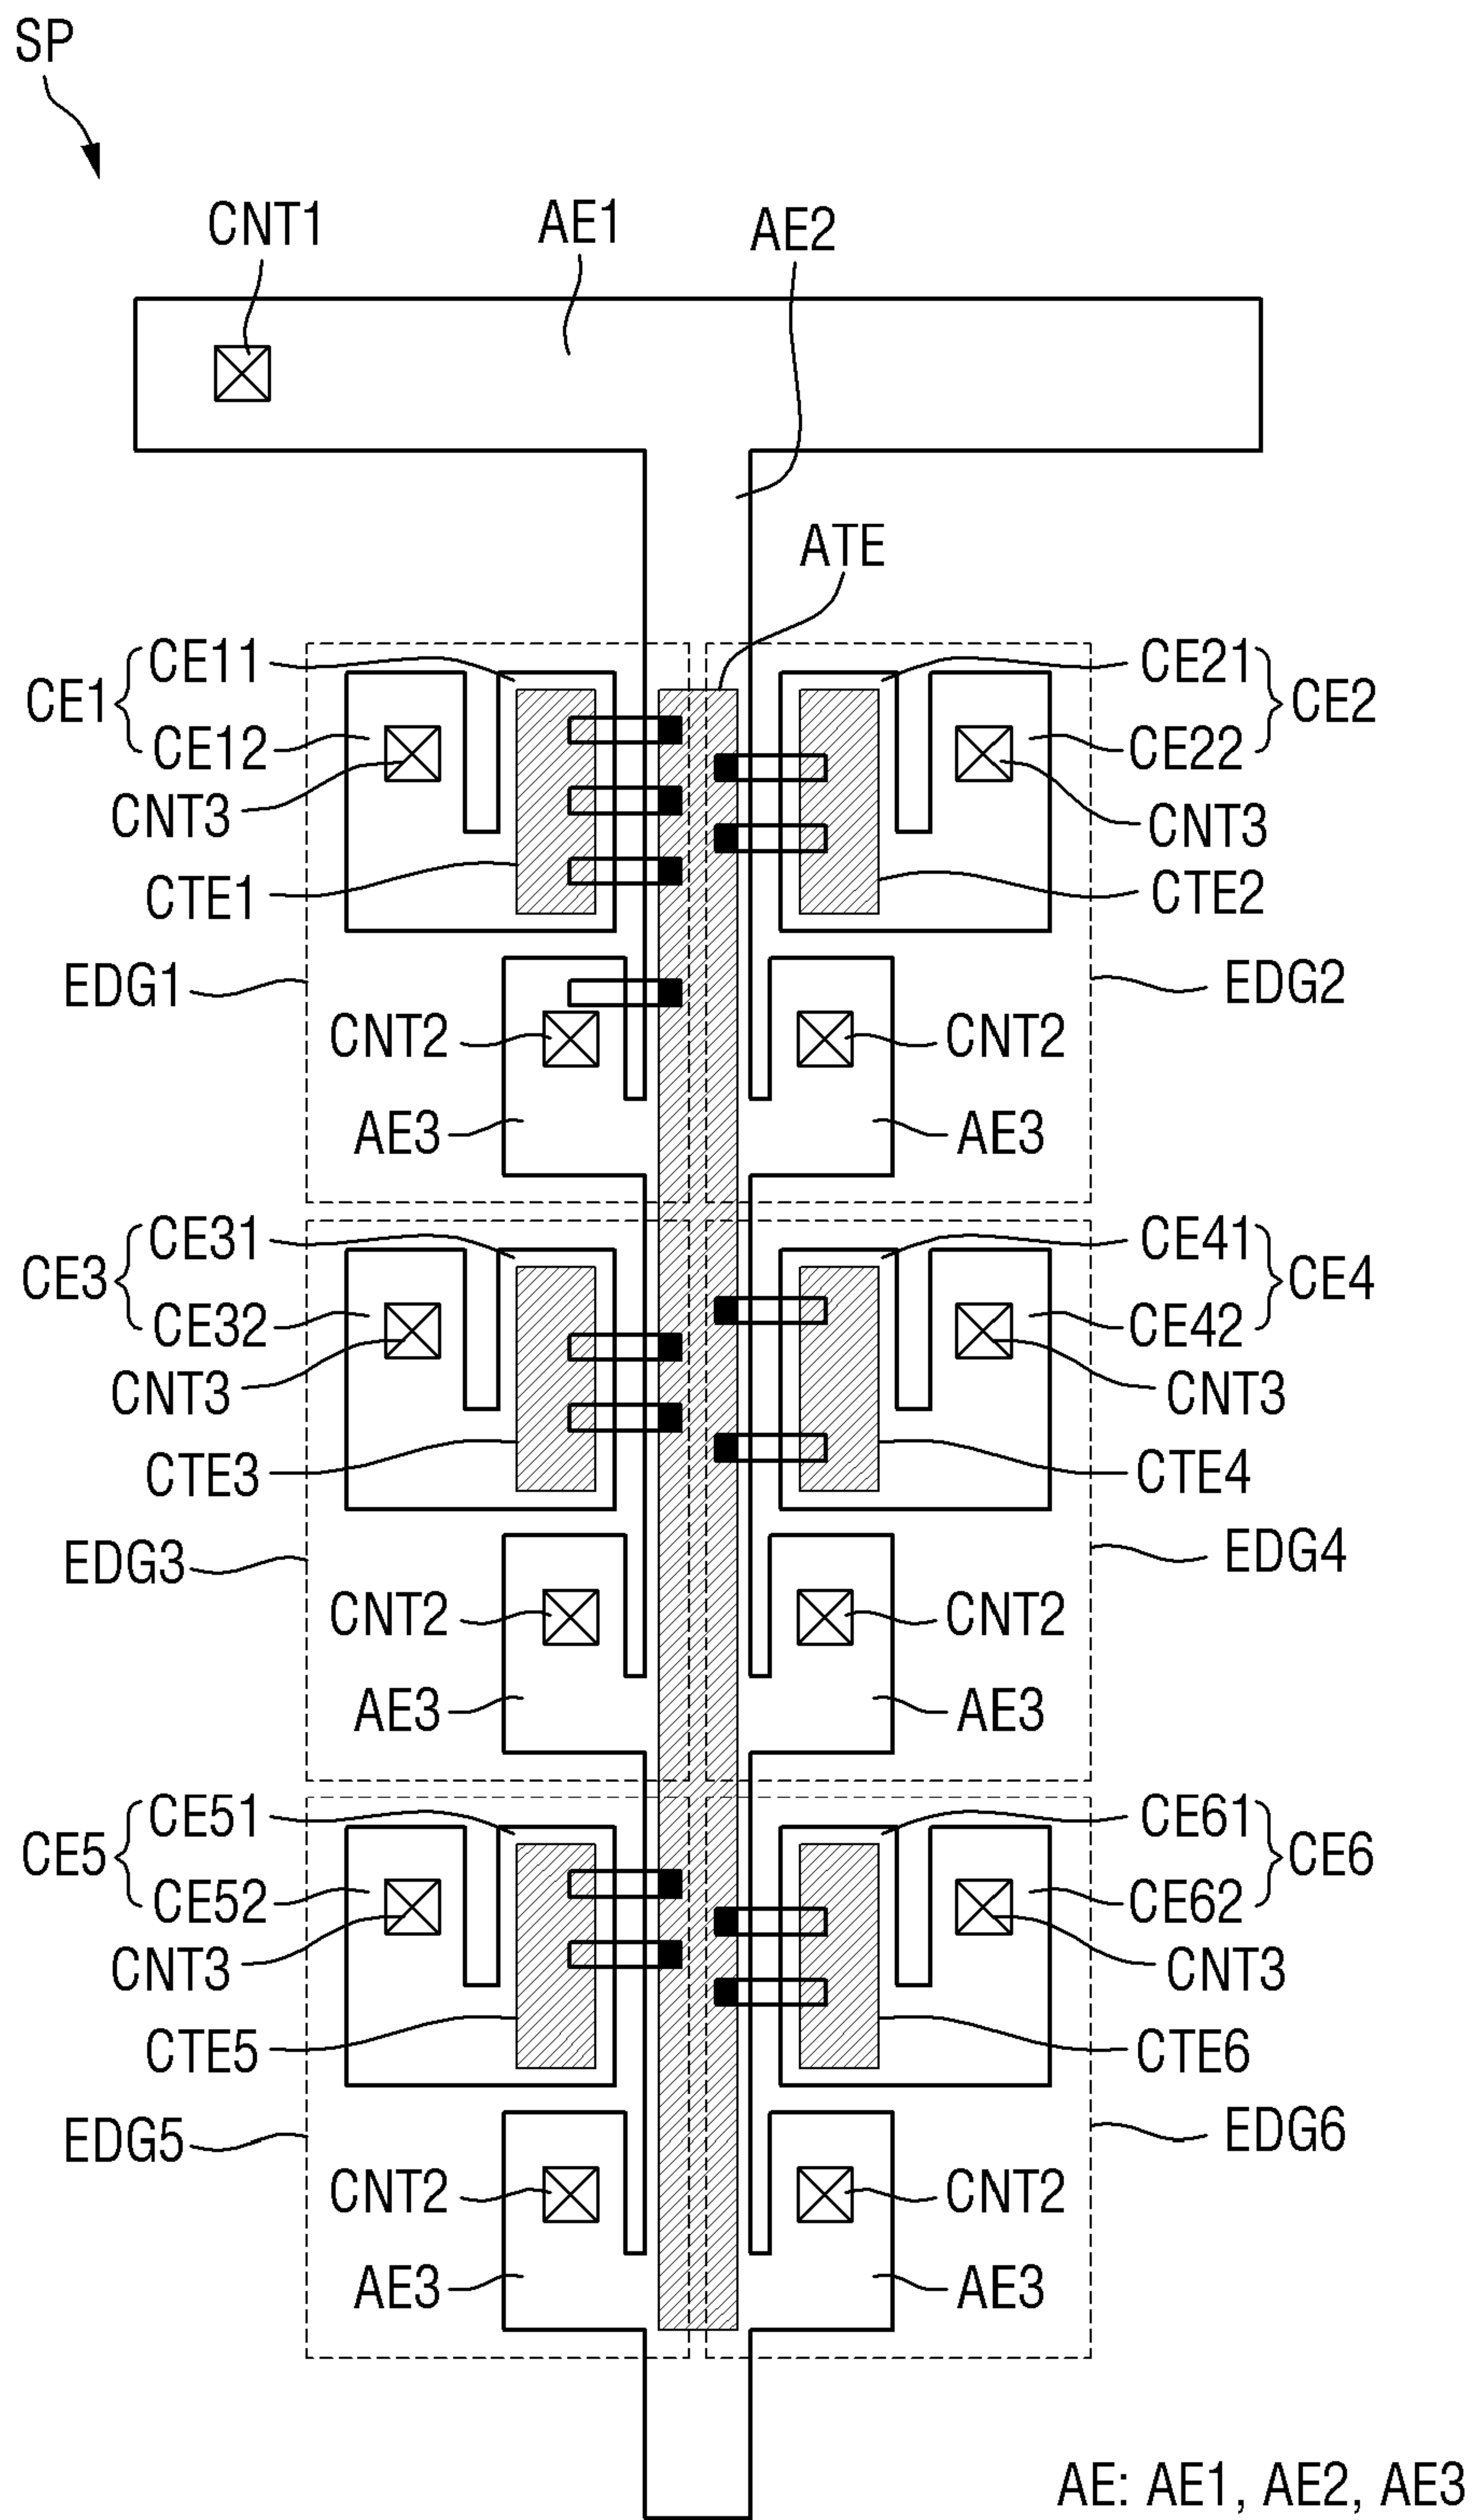 SP
CNT1
AE1
AE2
ATE
CE11
CE21
CE1
CE2
CE12
CE22
CNT3
CNT3
CTE1
CTE2
EDG1
EDG2
CNT2
CNT2
AE3
AE3
CE31
CE41
CE3
CE4
CE32
CE42
CNT3
CNT3
CTE3
CTE4
EDG3
EDG4
CNT2
CNT2
AE3
AE3
CE51
CE61
CE5
CE6
CE52
CE62
CNT3
CNT3
CTE5
CTE6
EDG5
EDG6
CNT2
CNT2
AE3
AE3
AE: AE1, AE2, AE3